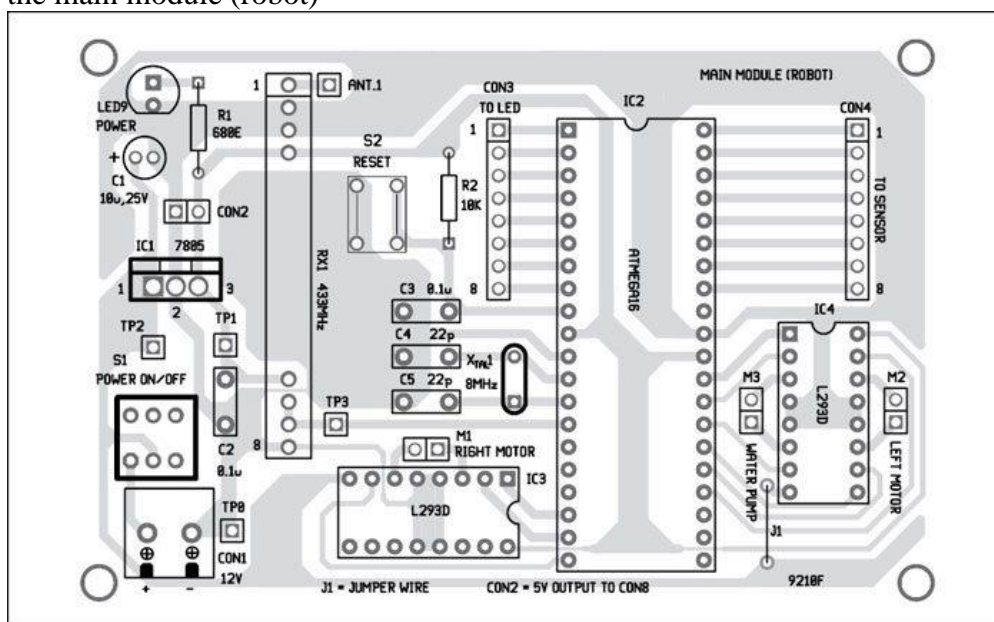 the main module (robot)
MAIN MODULE (ROBOT)
LED9
POWER
R1
680E
1
ANT.1
CON3
TO LED
IC2
CON4
1
1
S2
RESET
+
C1
10u,25V
CON2
R2
10K
TO SENSOR
IC1 7805
RX1 433MHz
ATMEGA16
1
2
3
8
8
C3 0.1u
IC4
TP2
TP1
C4 22p
XTAL1
8MHz
S1
POWER ON/OFF
C5 22p
M3
M2
L293D
TP3
C2
0.1u
8
M1
RIGHT MOTOR
IC3
L293D
WATER PUMP
LEFT MOTOR
TP0
CON1
12V
J1
+ -
J1 = JUMPER WIRE
CON2 = 5V OUTPUT TO CON8
9210F